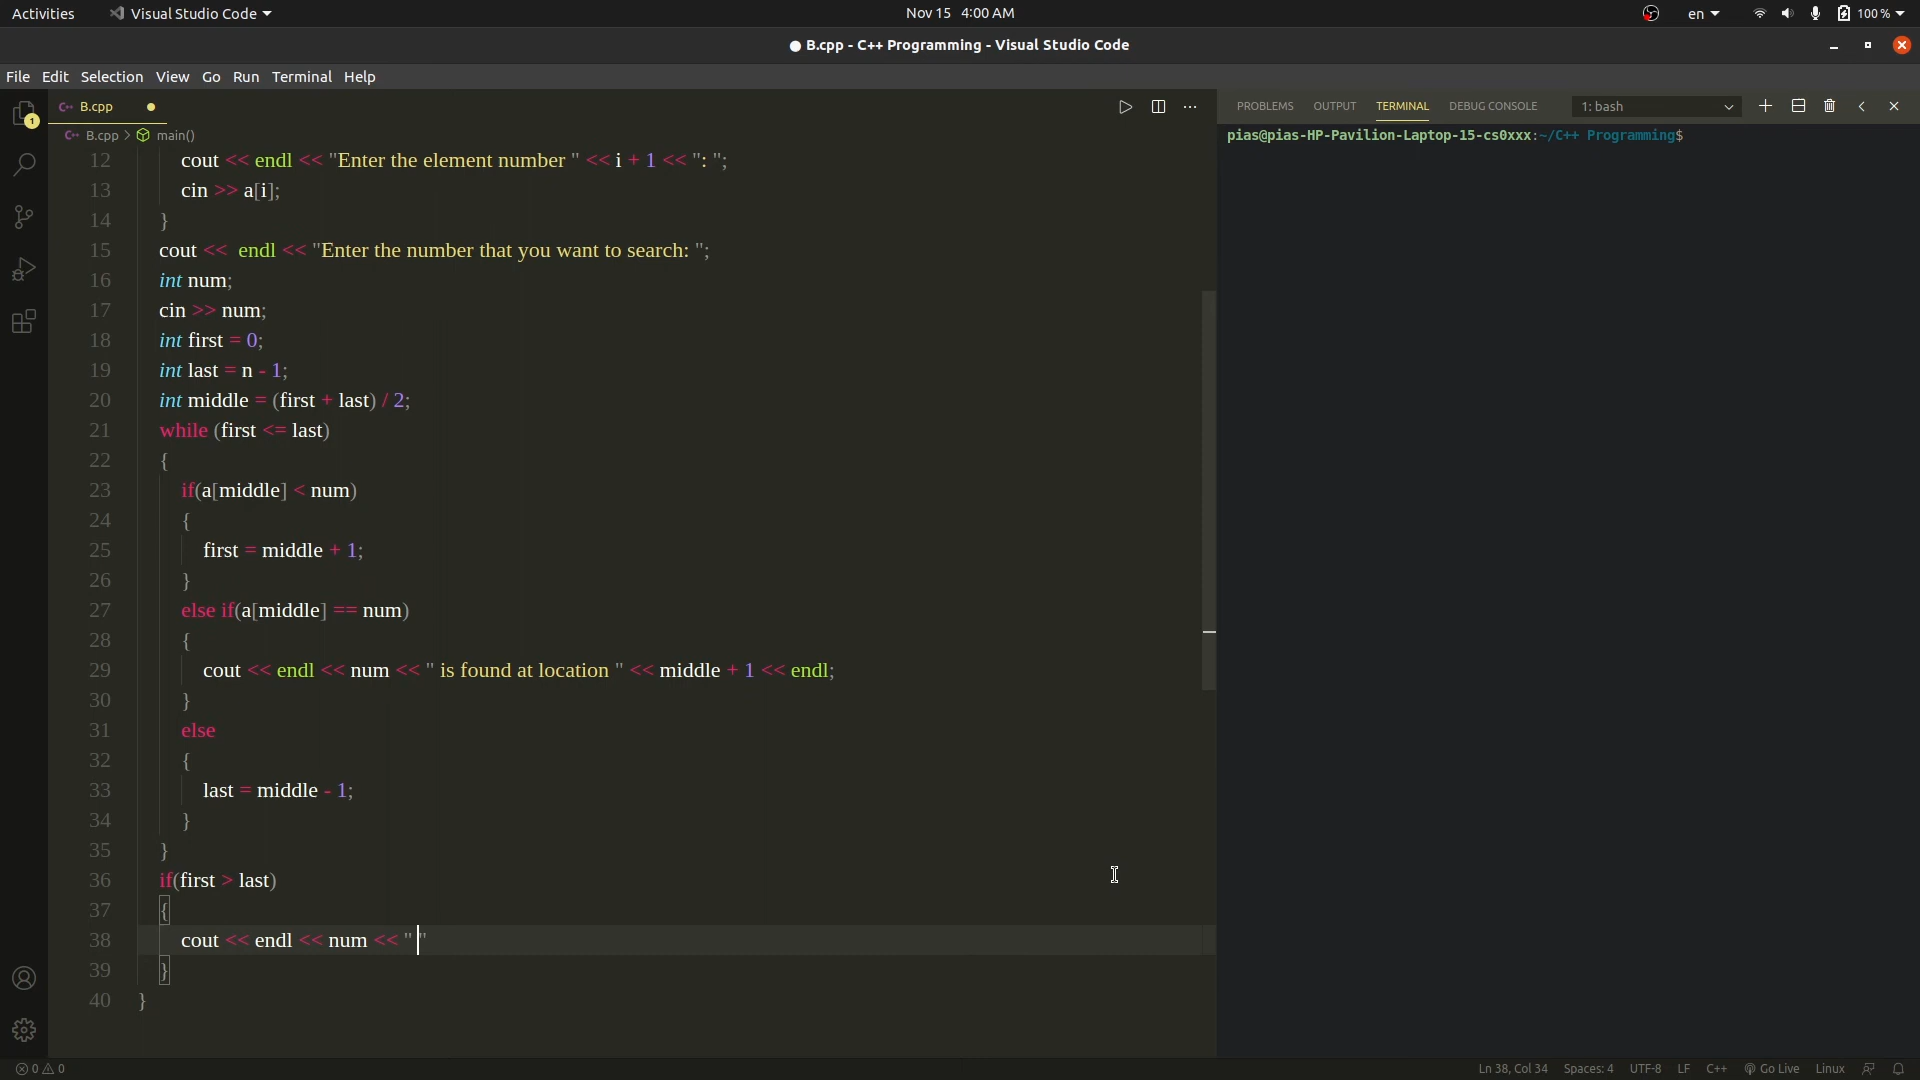 Activities Visual Studio Code Nov 15 4:00 AM en 100 %
B.cpp - C++ Programming - Visual Studio Code
File Edit Selection View Go Run Terminal Help
B.cpp
B.cpp > main()
12 cout << endl << "Enter the element number " << i + 1 << ": ";
13 cin >> a[i];
14 }
15 cout <<  endl << "Enter the number that you want to search: ";
16 int num;
17 cin >> num;
18 int first = 0;
19 int last = n - 1;
20 int middle = (first + last) / 2;
21 while (first <= last)
22 {
23 if(a[middle] < num)
24 {
25 first = middle + 1;
26 }
27 else if(a[middle] == num)
28 {
29 cout << endl << num << " is found at location " << middle + 1 << endl;
30 }
31 else
32 {
33 last = middle - 1;
34 }
35 }
36 if(first > last)
37 {
38 cout << endl << num << " "
39 }
40 }
PROBLEMS OUTPUT TERMINAL DEBUG CONSOLE 1: bash
pias@pias-HP-Pavilion-Laptop-15-cs0xxx:~/C++ Programming$
1
0 0 Ln 38, Col 34 Spaces: 4 UTF-8 LF C++ Go Live Linux